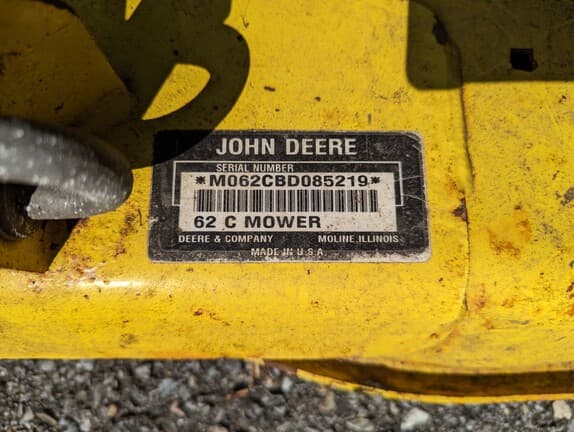 JOHN DEERE
SERIAL NUMBER
*M062CBD085219*
62 C MOWER
DEERE & COMPANY MOLINE, ILLINOIS
MADE IN U.S.A.